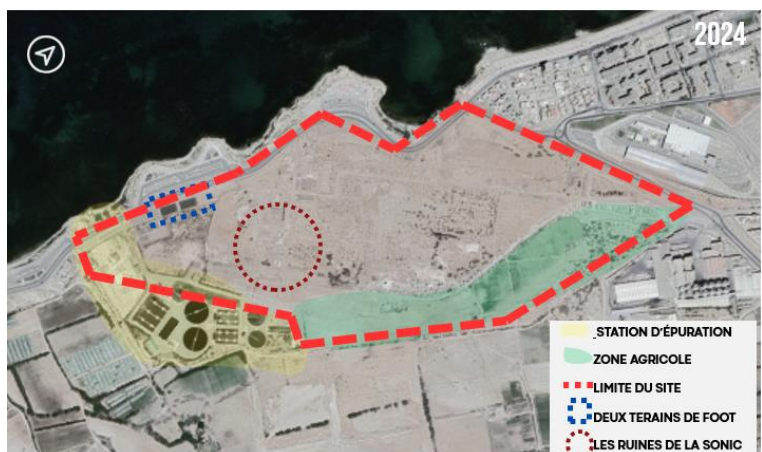 2024
STATION D'ÉPURATION
ZONE AGRICOLE
LIMITE DU SITE
DEUX TERAINS DE FOOT
LES RUINES DE LA SONIC